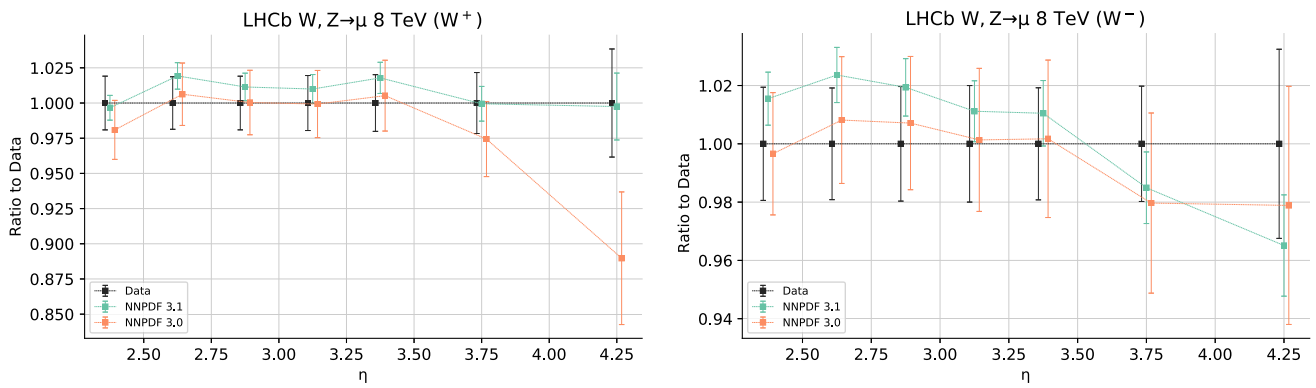 LHCb W, Z→μ 8 TeV (W⁺)
1.025
1.000
0.975
0.950
0.925
0.900
0.875
0.850
Ratio to Data
Data
NNPDF 3.1
NNPDF 3.0
2.50 2.75 3.00 3.25 3.50 3.75 4.00 4.25
η
LHCb W, Z→μ 8 TeV (W⁻)
1.02
1.00
0.98
0.96
0.94
Ratio to Data
Data
NNPDF 3.1
NNPDF 3.0
2.50 2.75 3.00 3.25 3.50 3.75 4.00 4.25
η